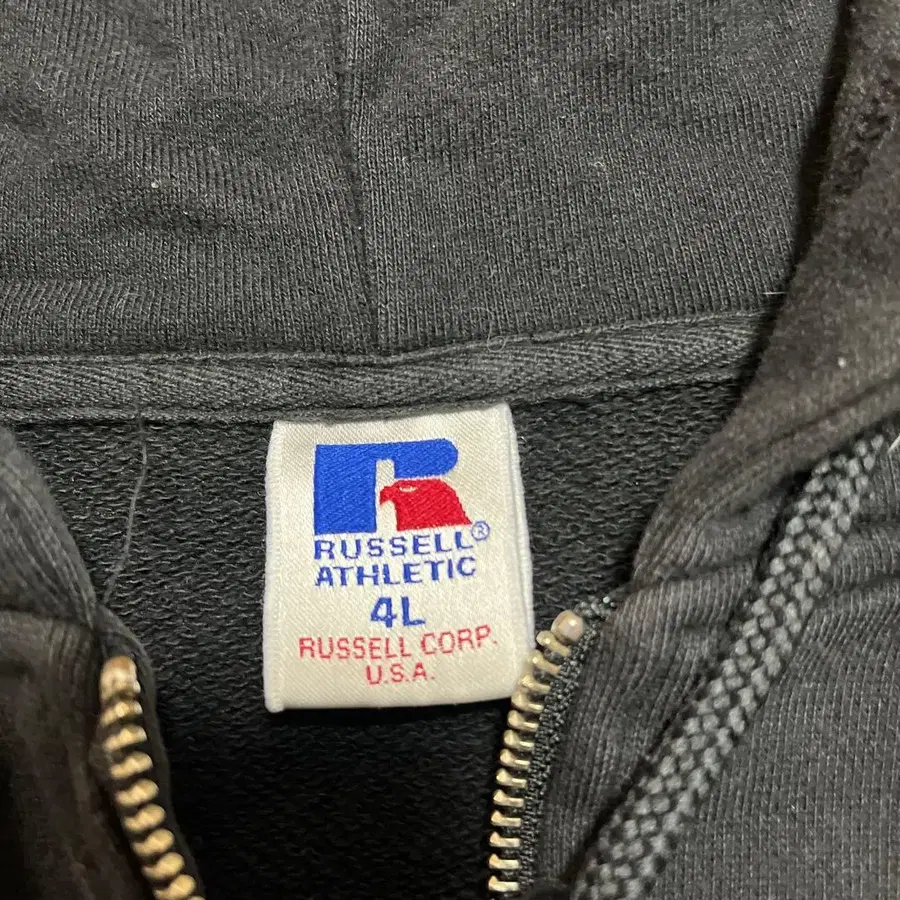 R
RUSSELL®
ATHLETIC
4L
RUSSELL CORP.
U.S.A.